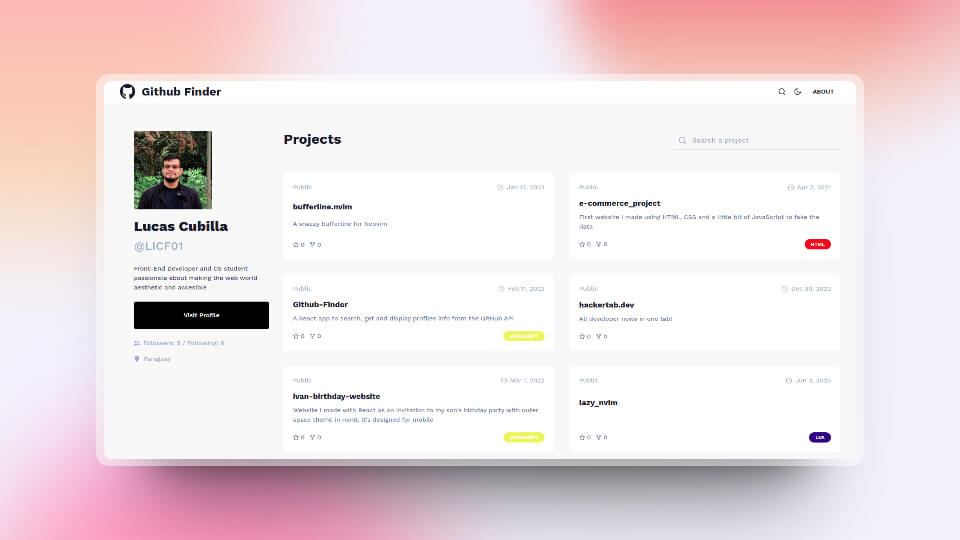 Github Finder
ABOUT
Lucas Cubilla
@LICF01
Front-End Developer and CS student
passionate about making the web world
aesthetic and accesible
Visit Profile
Followers: 5 / Following: 8
Paraguay
Projects
Search a project
Public
Jan 13, 2023
bufferline.nvim
A snazzy bufferline for Neovim
0 0
Public
Apr 2, 2021
e-commerce_project
First website I made using HTML, CSS and a little bit of JavaScript to fake the
data
0 0
HTML
Public
Feb 11, 2022
Github-Finder
A React app to search, get and display profiles info from the GitHub API
0 0
JAVASCRIPT
Public
Dec 30, 2022
hackertab.dev
All developer news in one tab!
0 0
Public
Mar 1, 2022
ivan-birthday-website
Website I made with React as an invitation to my son's birhday party with outer
space theme in mind, it's designed for mobile
0 0
JAVASCRIPT
Public
Jun 3, 2023
lazy_nvim
0 0
LUA